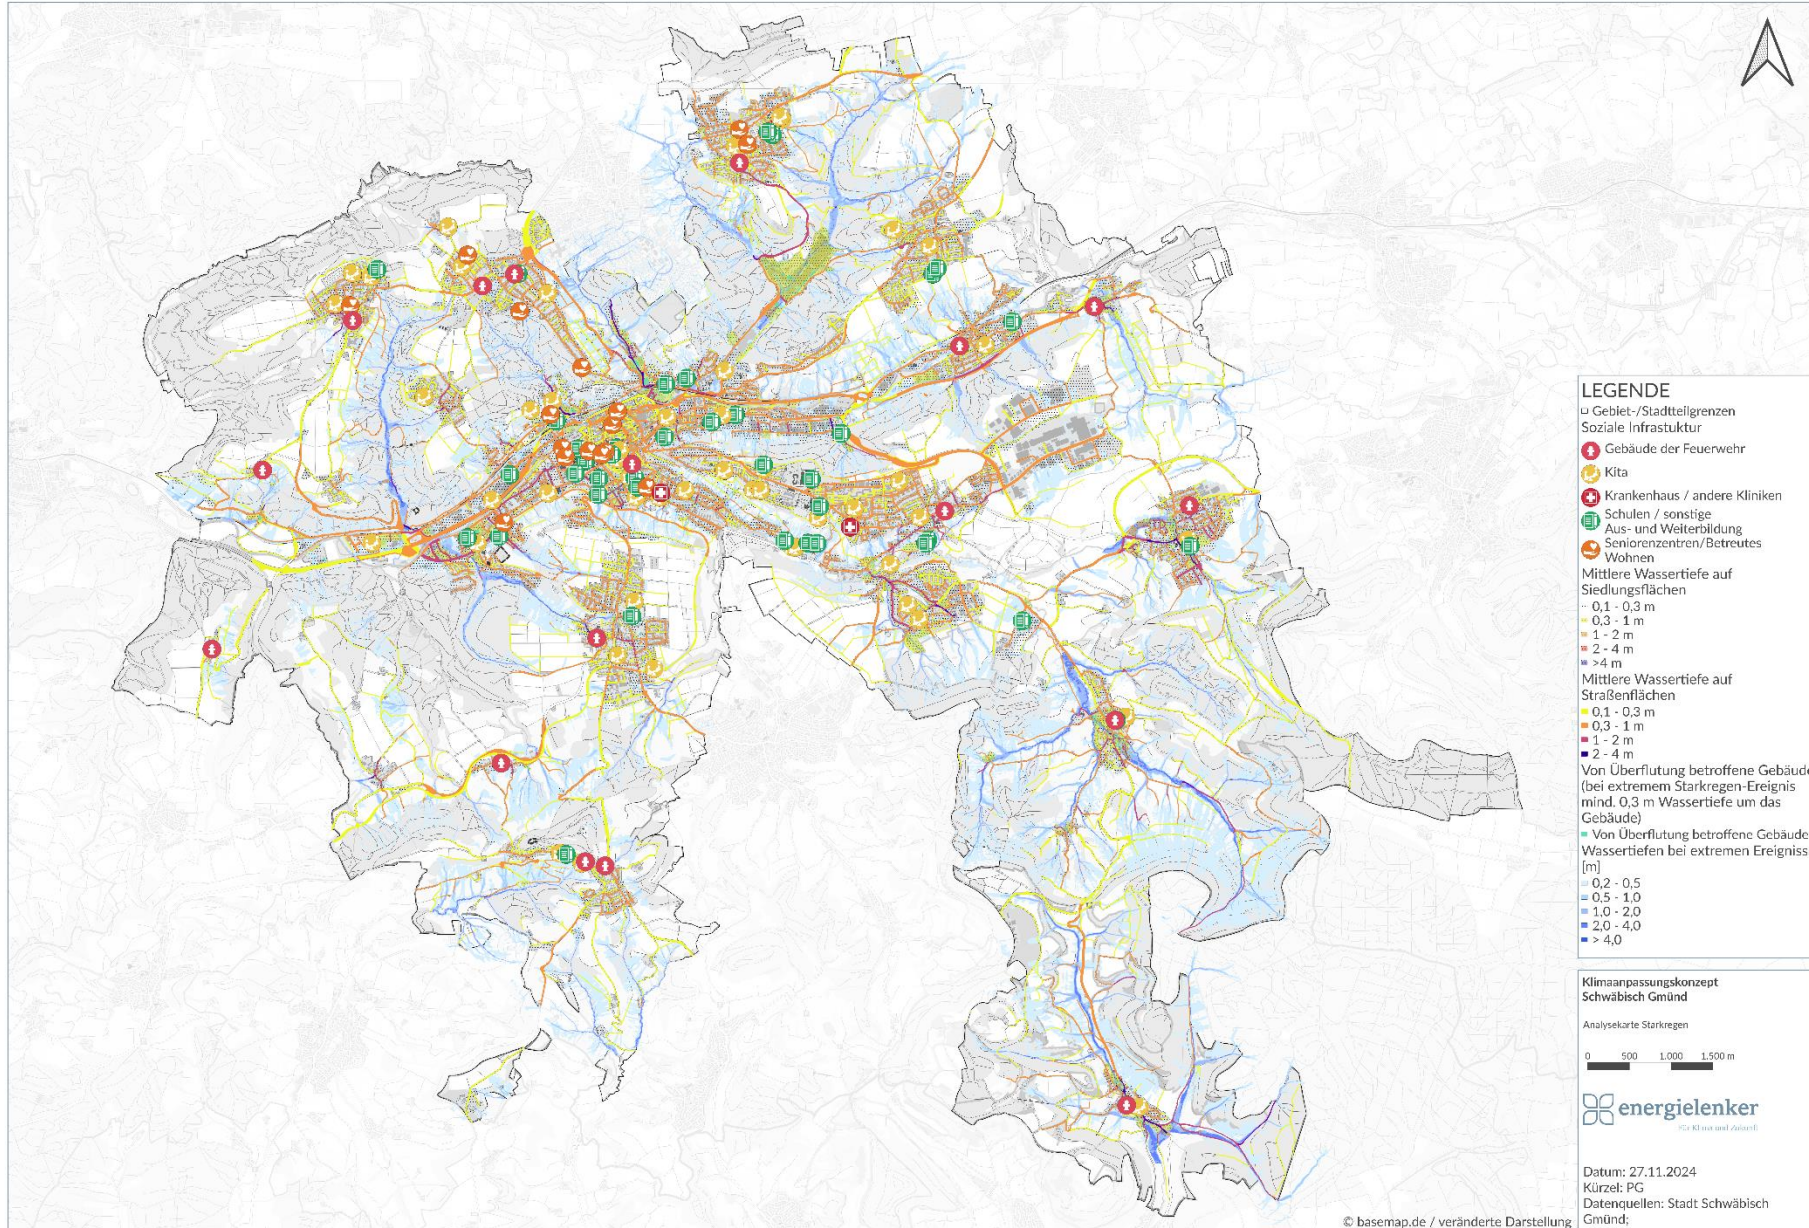 LEGENDE
Gebiet-/Stadtteilgrenzen
Soziale Infrastuktur
Gebäude der Feuerwehr
Kita
Krankenhaus / andere Kliniken
Schulen / sonstige
Aus- und Weiterbildung
Seniorenzentren/Betreutes
Wohnen
Mittlere Wassertiefe auf
Siedlungsflächen
0,1 - 0,3 m
0,3 - 1 m
1 - 2 m
2 - 4 m
>4 m
Mittlere Wassertiefe auf
Straßenflächen
0,1 - 0,3 m
0,3 - 1 m
1 - 2 m
2 - 4 m
Von Überflutung betroffene Gebäude
(bei extremem Starkregen-Ereignis
mind. 0,3 m Wassertiefe um das
Gebäude)
Von Überflutung betroffene Gebäude
Wassertiefen bei extremen Ereigniss
[m]
0,2 - 0,5
0,5 - 1,0
1,0 - 2,0
2,0 - 4,0
> 4,0
Klimaanpassungskonzept
Schwäbisch Gmünd
Analysekarte Starkregen
0 500 1.000 1.500 m
energielenker
Für Klima und Zukunft
Datum: 27.11.2024
Kürzel: PG
Datenquellen: Stadt Schwäbisch
Gmünd;
© basemap.de / veränderte Darstellung